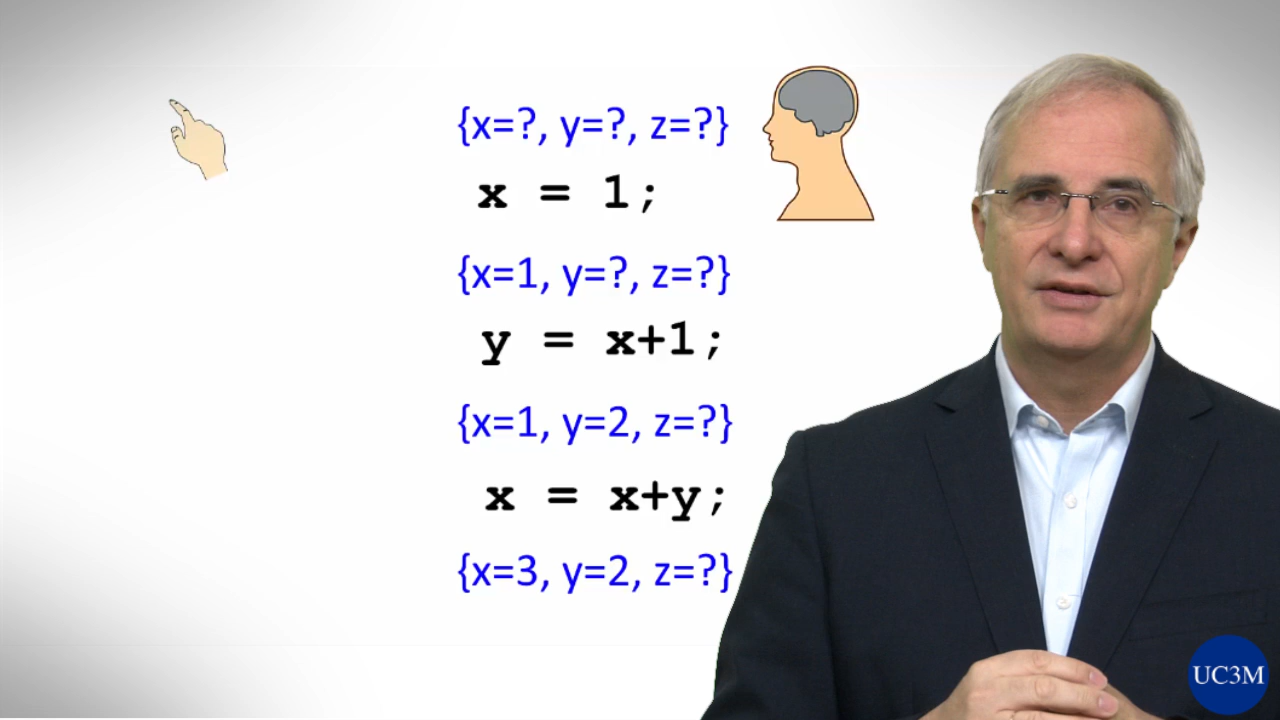 {x=?, y=?, z=?}
x = 1;
{x=1, y=?, z=?}
y = x+1;
{x=1, y=2, z=?}
x = x+y;
{x=3, y=2, z=?}
UC3M